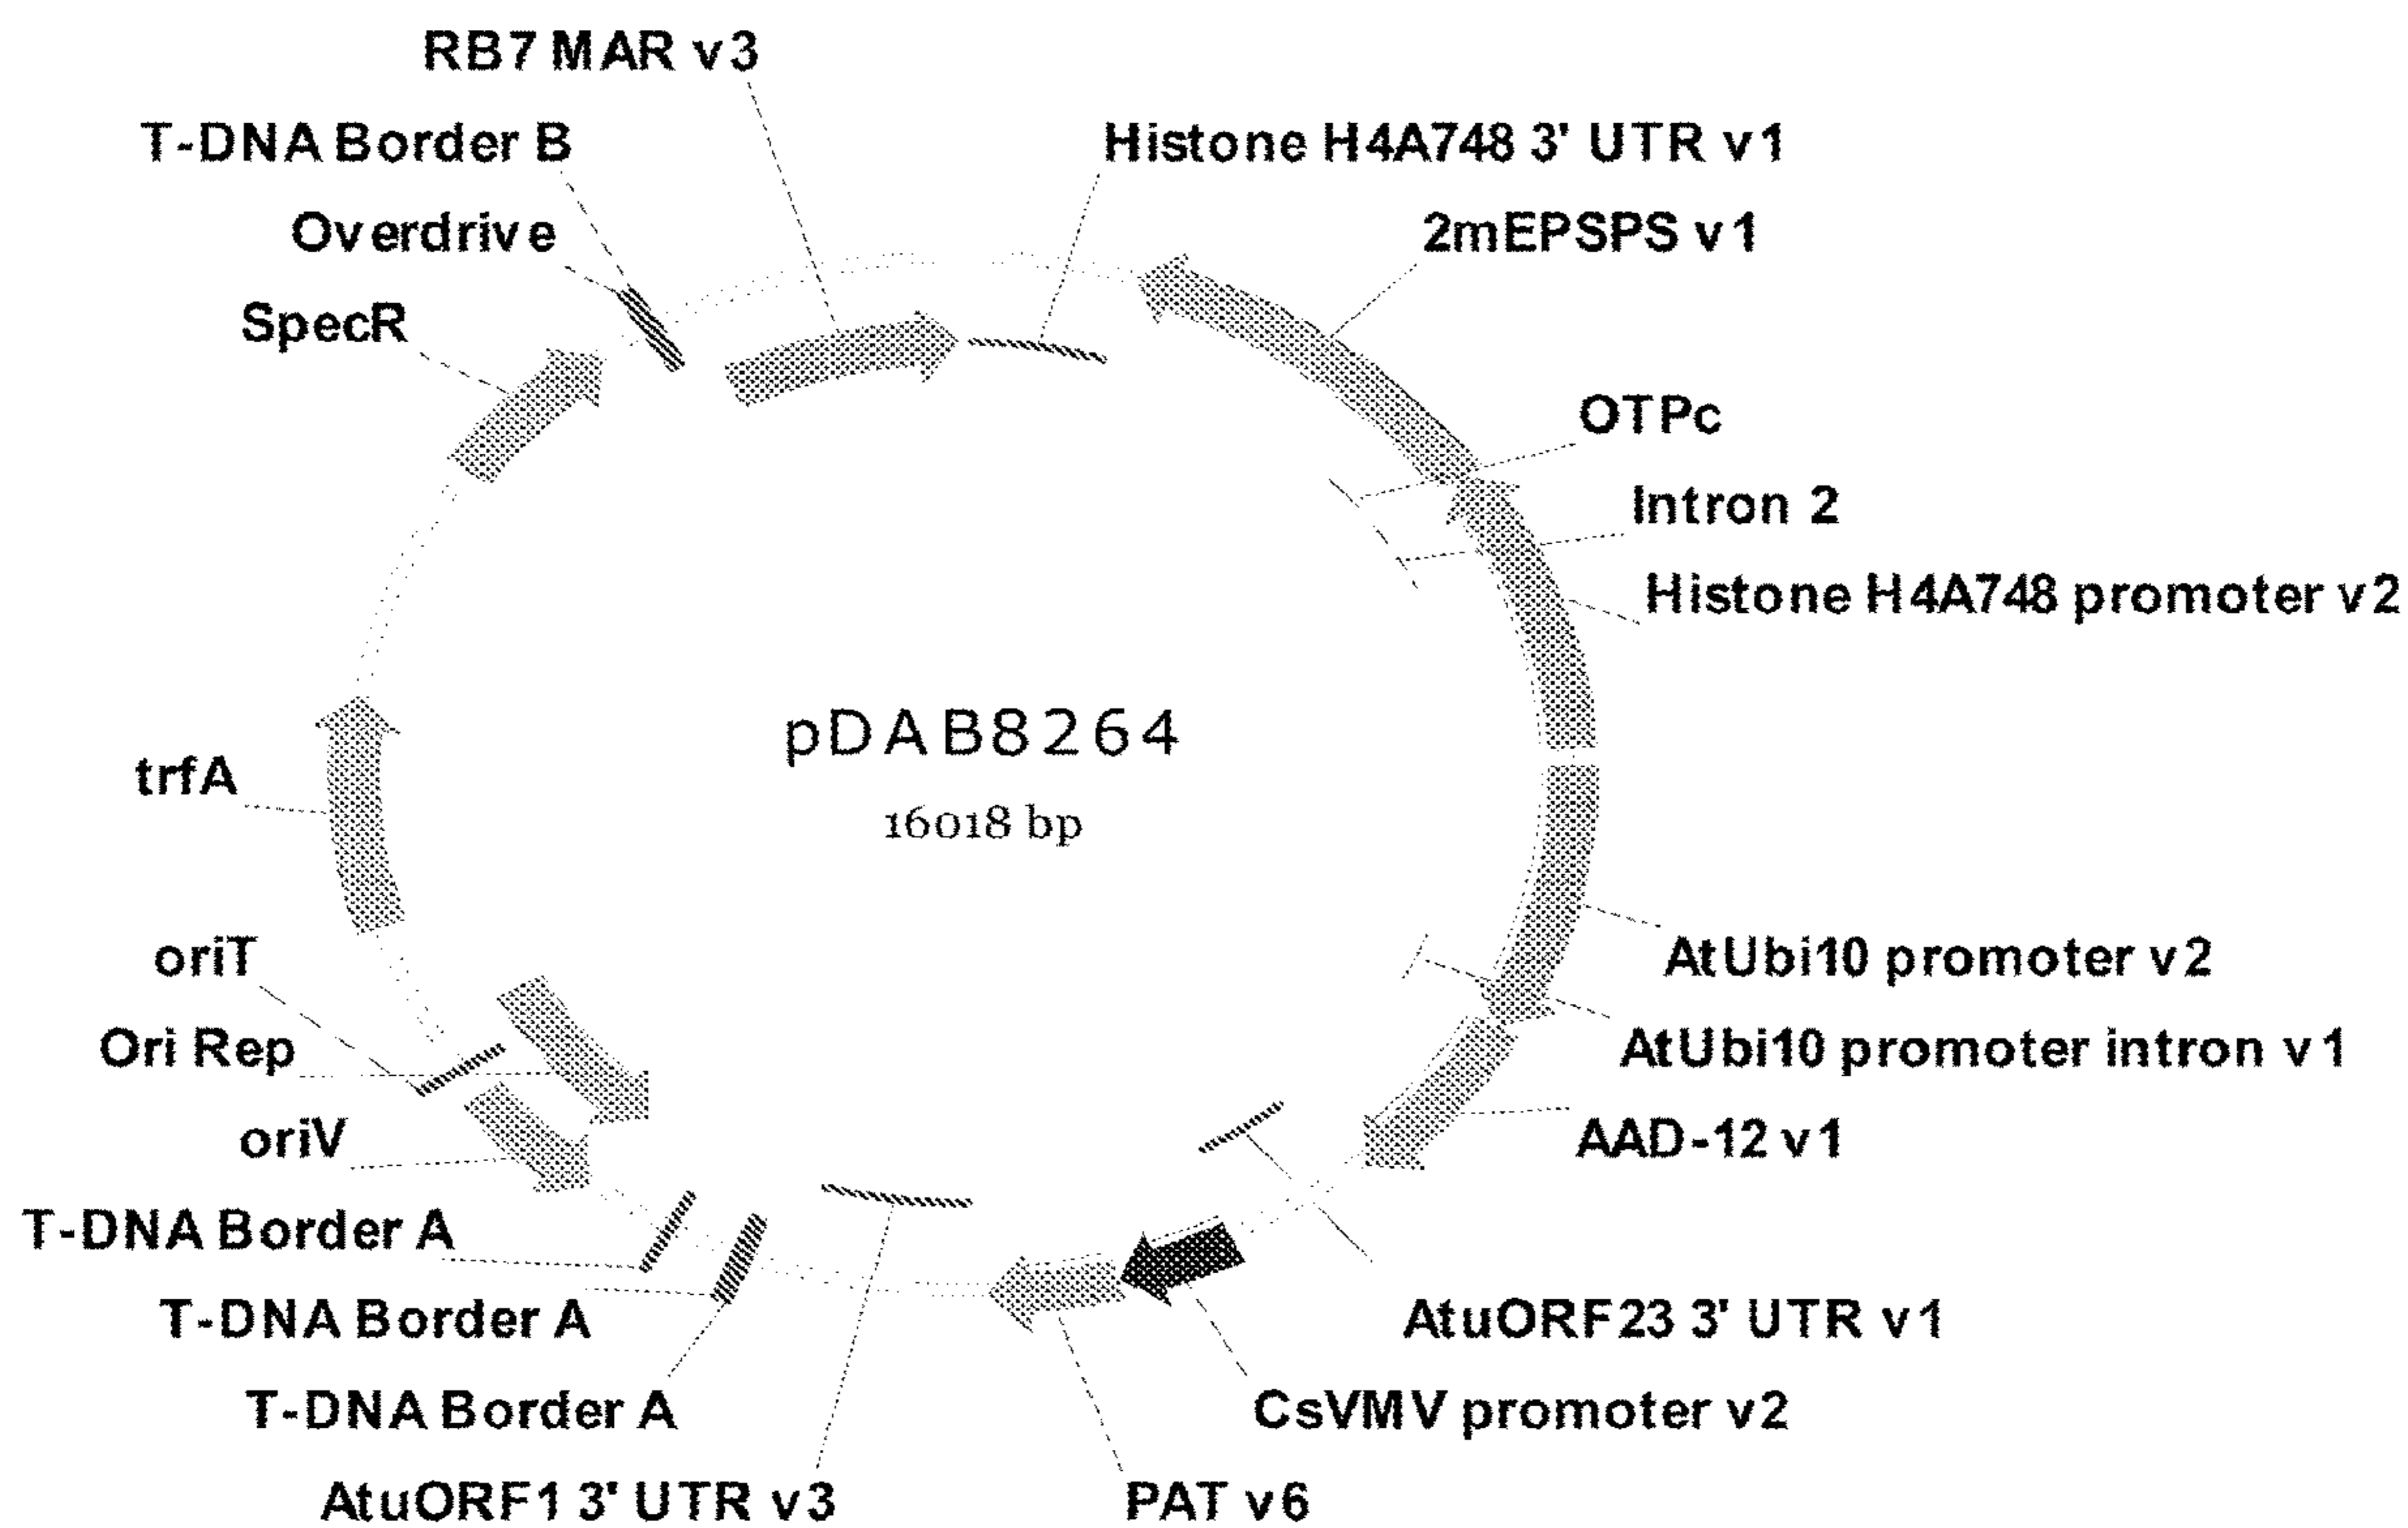 RB7 MAR v3
T-DNA Border B
Histone H4A748 3' UTR v1
Overdrive
2mEPSPS v1
SpecR
OTPc
Intron 2
Histone H4A748 promoter v2
pDAB8264
trfA
16018 bp
oriT
AtUbi10 promoter v2
Ori Rep
AtUbi10 promoter intron v1
oriV
AAD-12 v1
T-DNA Border A
T-DNA Border A
AtuORF23 3' UTR v1
T-DNA Border A
CsVMV promoter v2
AtuORF1 3' UTR v3
PAT v6